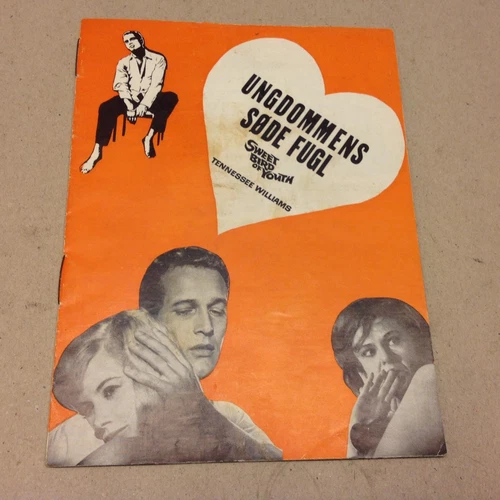 UNGDOMMENS
SØDE FUGL
SWEET
BIRD
OF YOUTH
TENNESSEE WILLIAMS